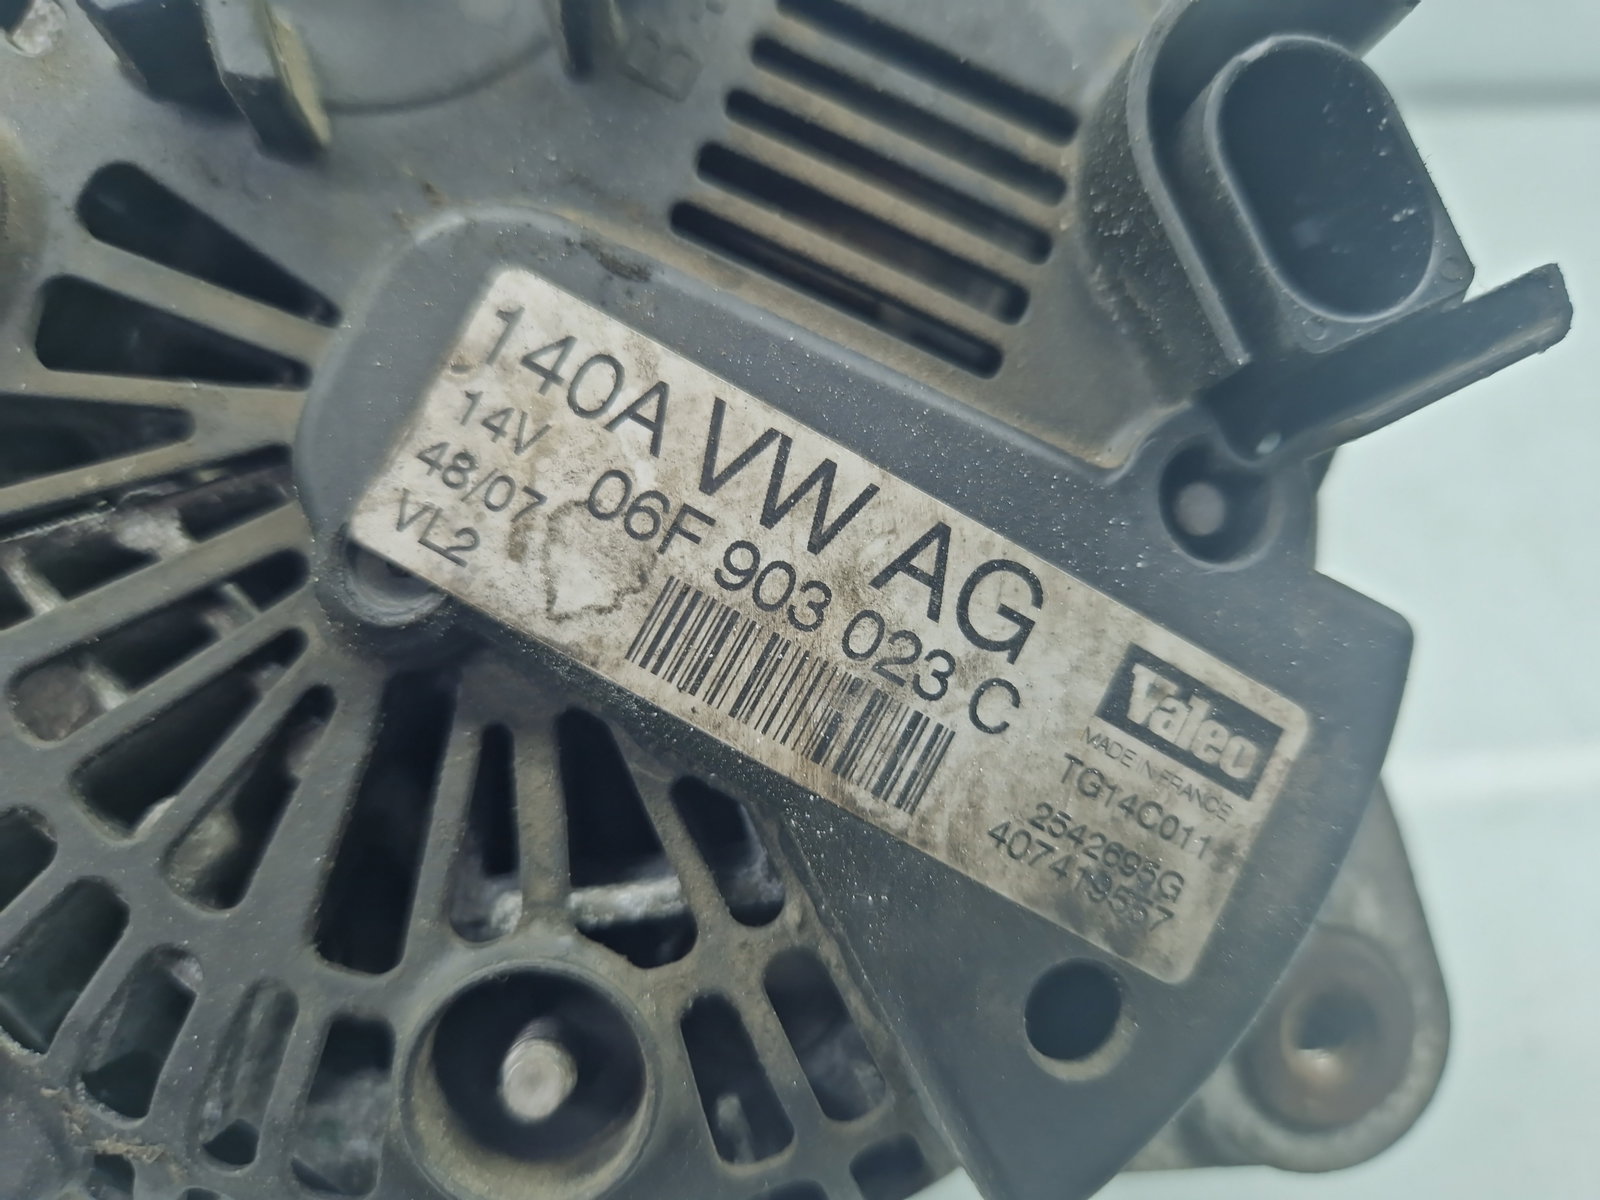 140A VW AG
14V 06F 903 023 C
48/07
VL2
Valeo
MADE IN FRANCE
TG14C011
2542695G
407419557
B